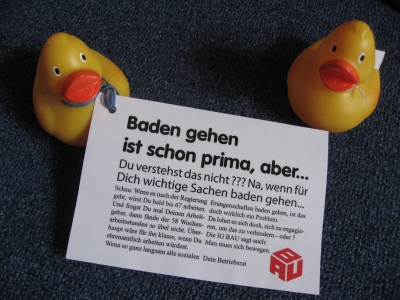 Baden gehen
ist schon prima, aber...
Du verstehst das nicht ??? Na, wenn für
Dich wichtige Sachen baden gehen...
Schau: Wenn es nach der Regierung
geht, wirst Du bald bis 67 arbeiten.
Und fragst Du mal Deinen Arbeit-
geber, dann fände der 58 Wochen-
arbeitsstunden so übel nicht. Über-
haupt wäre für ihn klasse, wenn Du
ehrenamtlich arbeiten würdest.
Wenn so ganz langsam alle sozialen
Errungenschaften baden gehen, ist das
doch wirklich ein Problem.
Da lohnt es sich doch, sich zu engagie-
ren, um das zu verhindern - oder ?
Die IG BAU sagt auch:
Man muss sich bewegen.
Dein Betriebsrat
BAU